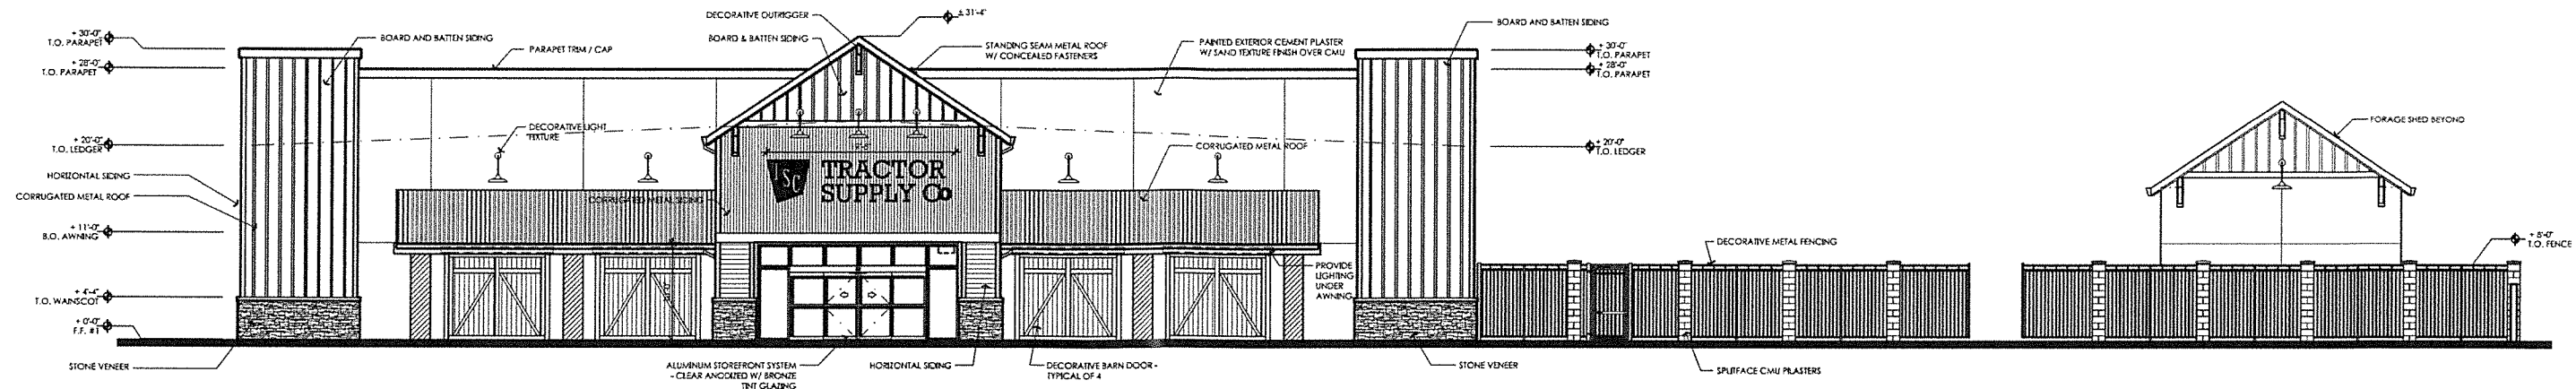 + 30'-0"
T.O. PARAPET
+ 28'-0"
T.O. PARAPET
+ 20'-0"
T.O. LEDGER
HORIZONTAL SIDING
CORRUGATED METAL ROOF
+ 11'-0"
B.O. AWNING
+ 4'-4"
T.O. WAINSCOT
+ 0'-0"
F.F. #1
STONE VENEER
BOARD AND BATTEN SIDING
PARAPET TRIM / CAP
DECORATIVE LIGHT
FIXTURE
DECORATIVE OUTRIGGER
BOARD & BATTEN SIDING
± 31'-4"
STANDING SEAM METAL ROOF
W/ CONCEALED FASTENERS
PAINTED EXTERIOR CEMENT PLASTER
W/ SAND TEXTURE FINISH OVER CMU
TSC
TRACTOR
SUPPLY Co
CORRUGATED METAL SIDING
CORRUGATED METAL ROOF
PROVIDE
LIGHTING
UNDER
AWNING
ALUMINUM STOREFRONT SYSTEM
- CLEAR ANODIZED W/ BRONZE
TINT GLAZING
HORIZONTAL SIDING
DECORATIVE BARN DOOR -
TYPICAL OF 4
BOARD AND BATTEN SIDING
+ 30'-0"
T.O. PARAPET
+ 28'-0"
T.O. PARAPET
+ 20'-0"
T.O. LEDGER
STONE VENEER
DECORATIVE METAL FENCING
SPLITFACE CMU PILASTERS
FORAGE SHED BEYOND
+ 8'-0"
T.O. FENCE